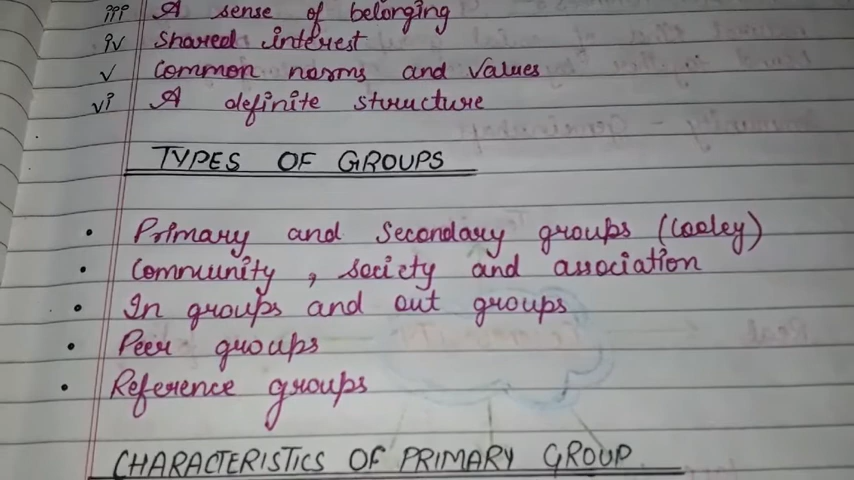 iii A sense of belonging
iv Shared interest
v Common norms and Values
vi A definite structure
TYPES OF GROUPS
• Primary and Secondary groups (Cooley)
• Community, society and association
• In groups and out groups
• Peer groups
• Reference groups
CHARACTERISTICS OF PRIMARY GROUP